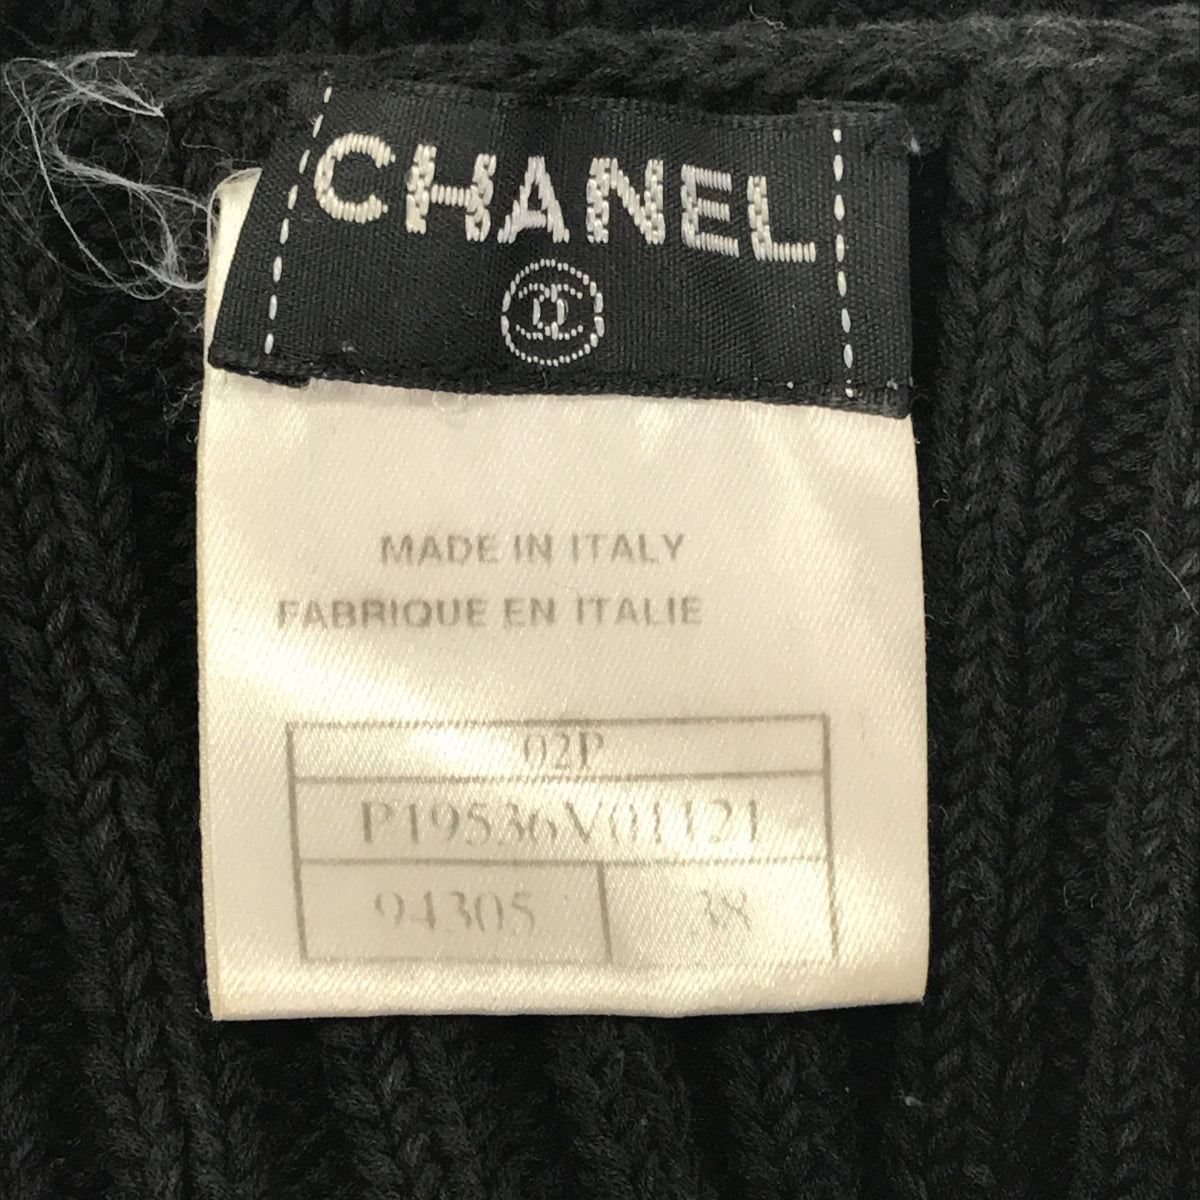 CHANEL
MADE IN ITALY
FABRIQUE EN ITALIE
02P
P19536V01121
94305
38